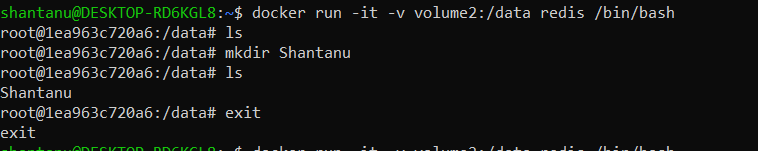 shantanu@DESKTOP-RD6KGL8:~$ docker run -it -v volume2:/data redis /bin/bash
root@1ea963c720a6:/data# ls
root@1ea963c720a6:/data# mkdir Shantanu
root@1ea963c720a6:/data# ls
Shantanu
root@1ea963c720a6:/data# exit
exit
shantanu@DESKTOP-RD6KGL8:~$ docker run -it -v volume2:/data redis /bin/bash